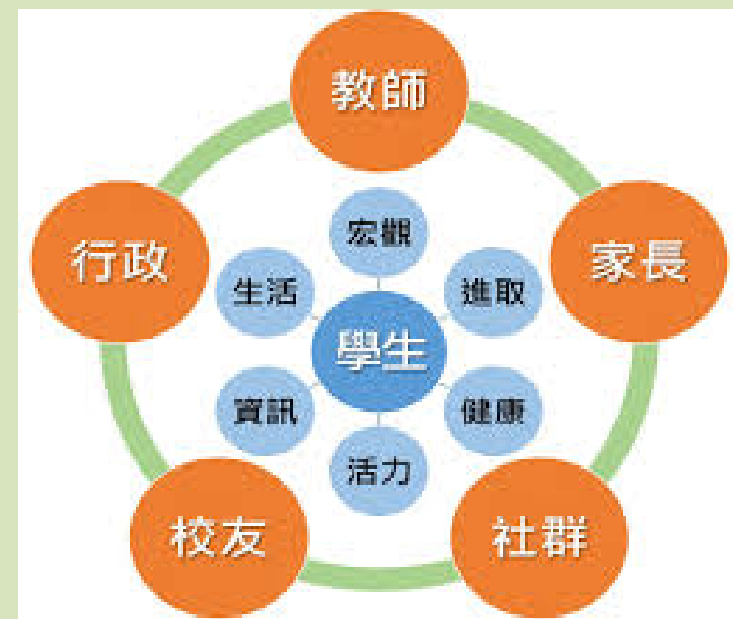 教師
家長
社群
校友
行政
學生
宏觀
進取
健康
活力
資訊
生活